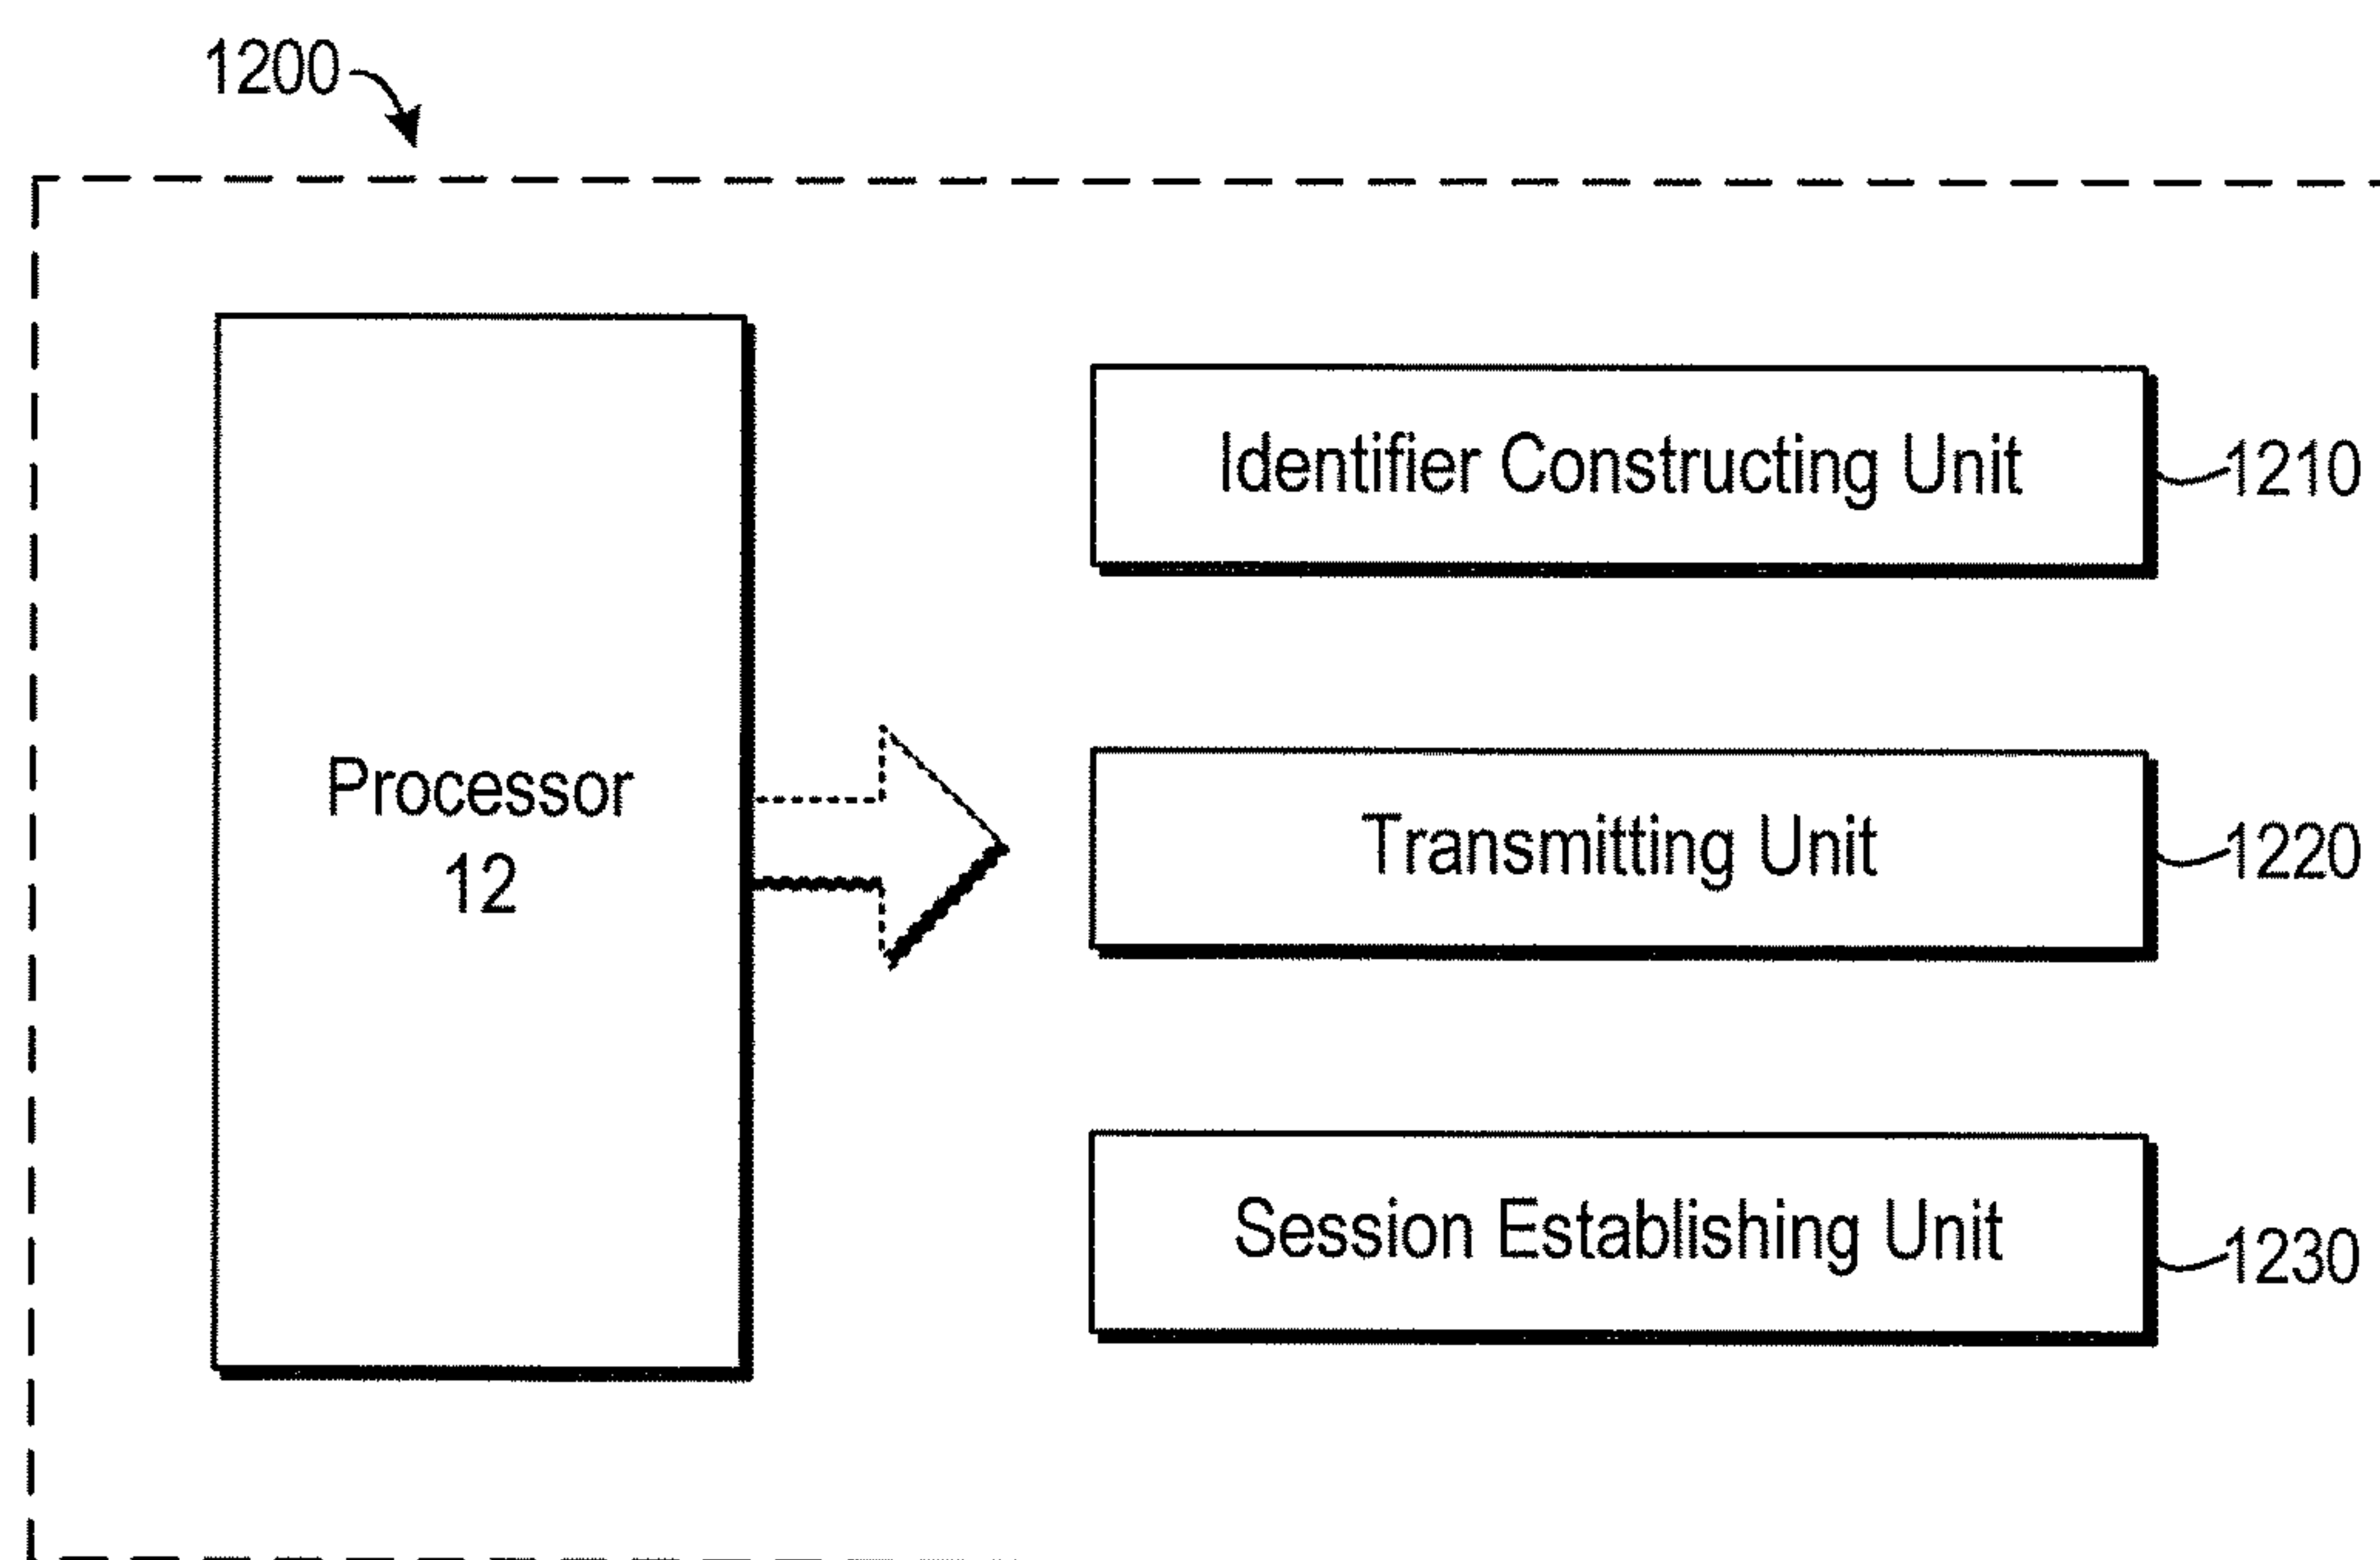 1200
Identifier Constructing Unit
1210
Processor
12
Transmitting Unit
1220
Session Establishing Unit
1230